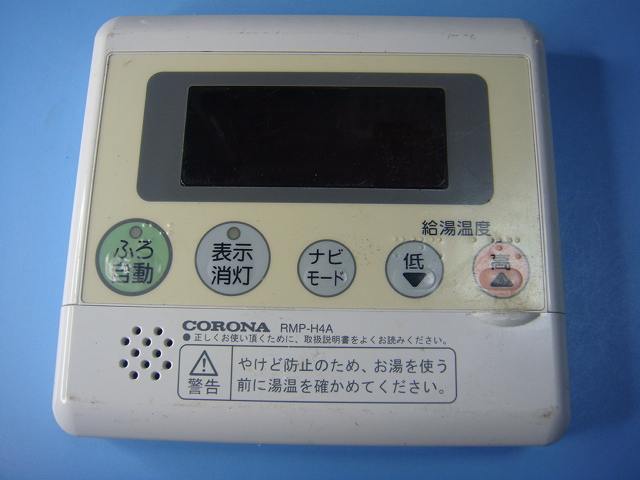 給湯温度
ふろ
自動
表示
消灯
ナビ
モード
低
高
CORONA RMP-H4A
●正しくお使い頂くために、取扱説明書をよくお読みください。
警告
やけど防止のため、お湯を使う
前に湯温を確かめてください。